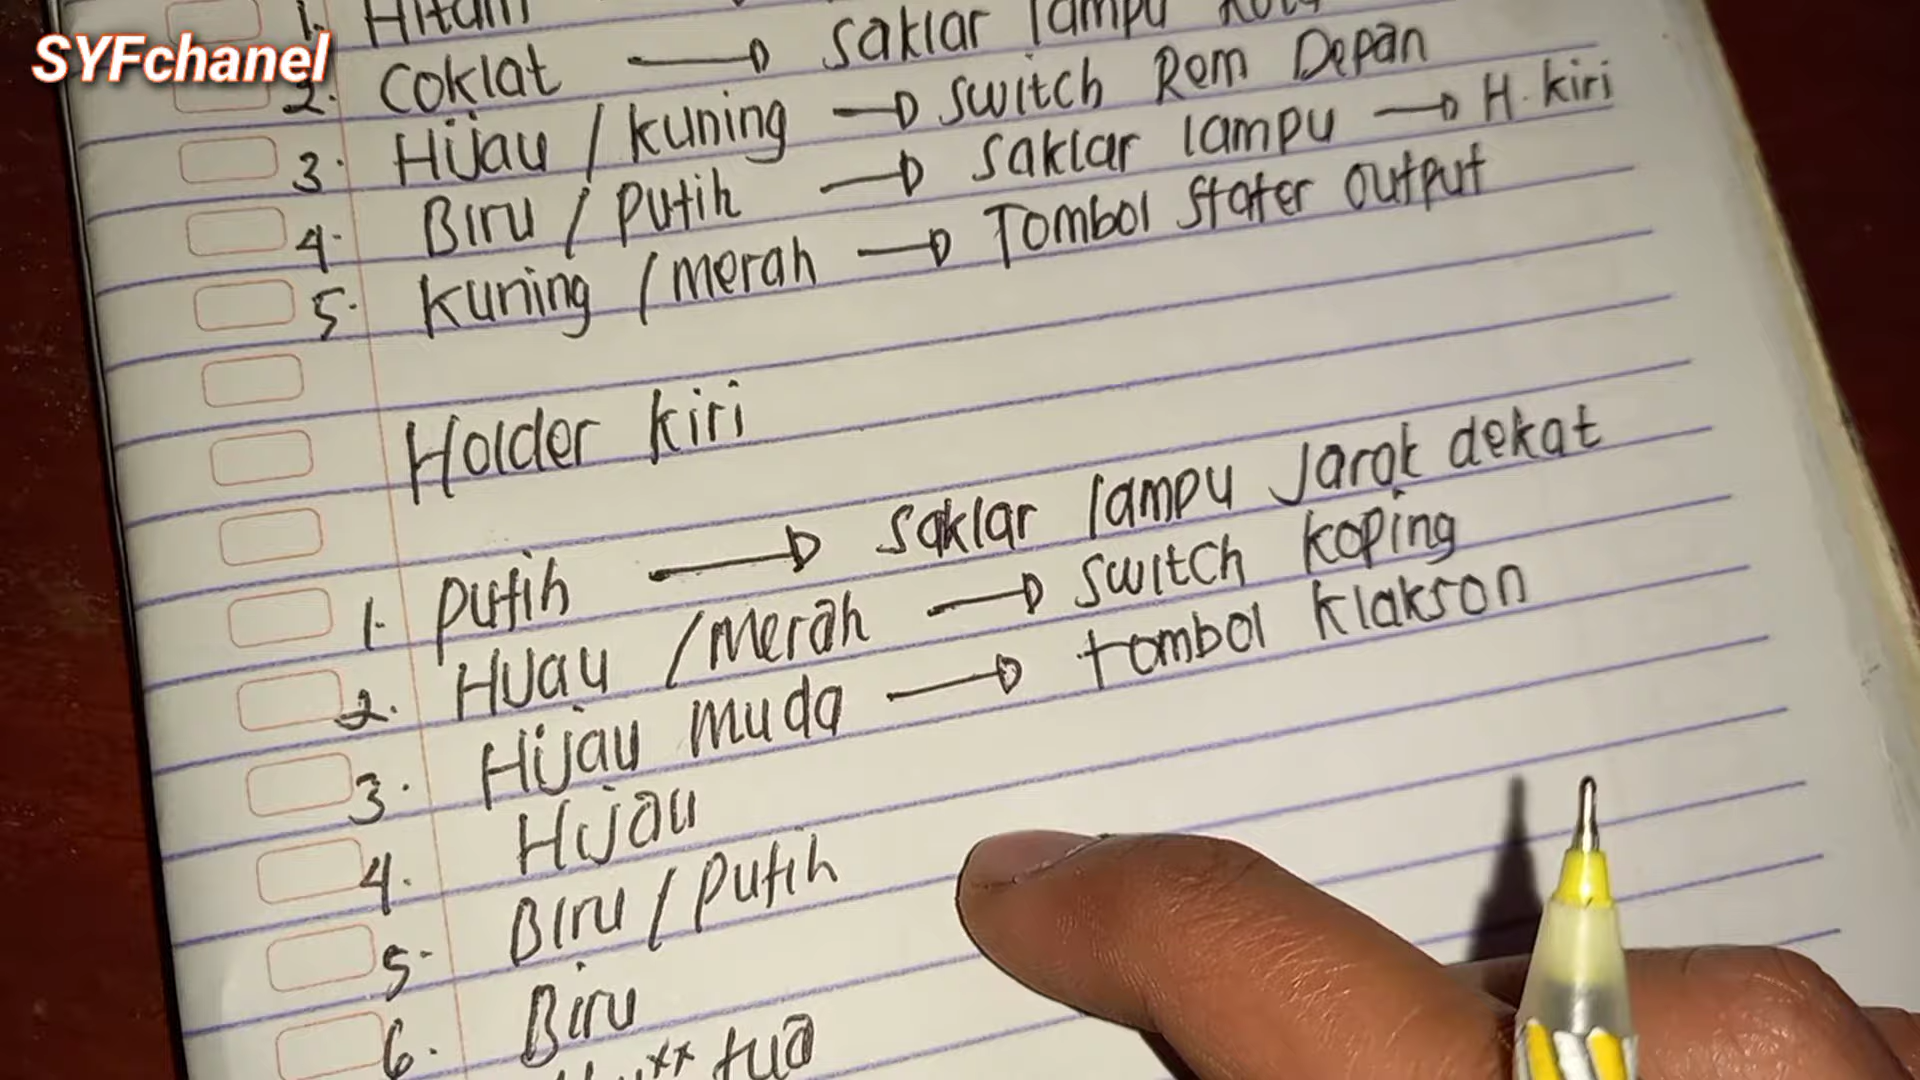 SYFchanel
1. Hitam
2. Coklat → saklar lampu
3. Hijau / kuning → switch Rem Depan
4. Biru / putih → saklar lampu → H. kiri
5. kuning / merah → Tombol stater output
Holder kiri
1. putih → saklar lampu Jarak dekat
2. Hijau / merah → switch koping
3. Hijau muda → tombol klakson
4. Hijau
5. Biru / putih
6. Biru
tua